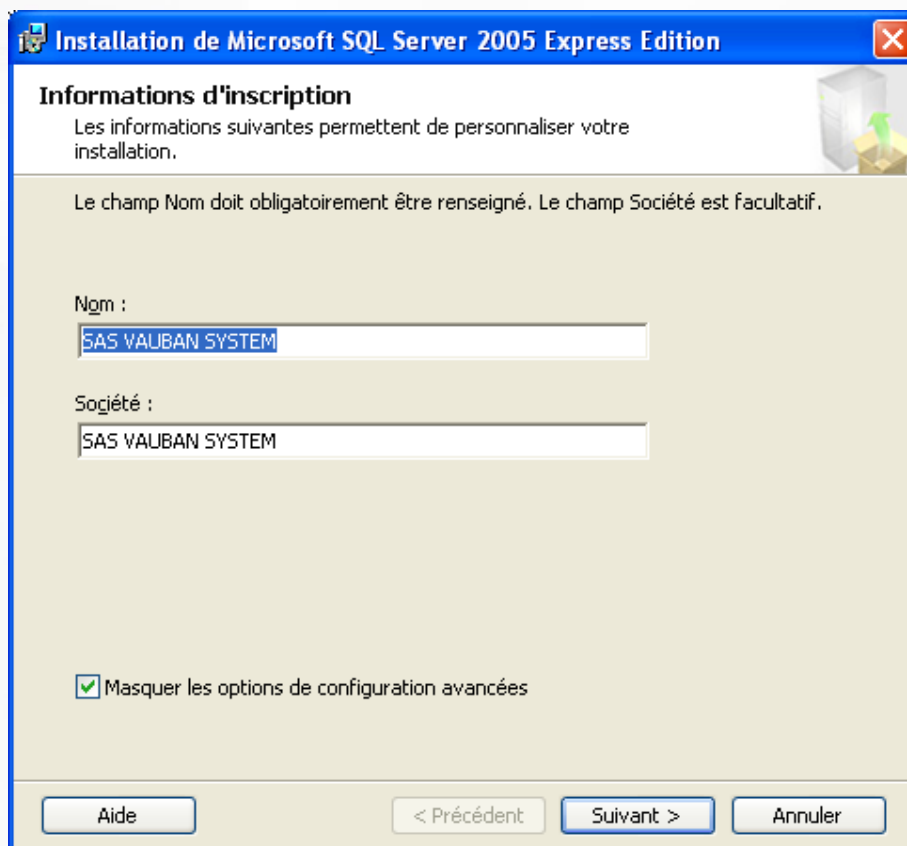 Installation de Microsoft SQL Server 2005 Express Edition
Informations d'inscription
Les informations suivantes permettent de personnaliser votre
installation.
Le champ Nom doit obligatoirement être renseigné. Le champ Société est facultatif.
Nom :
SAS VAUBAN SYSTEM
Société :
SAS VAUBAN SYSTEM
Masquer les options de configuration avancées
Aide
< Précédent
Suivant >
Annuler